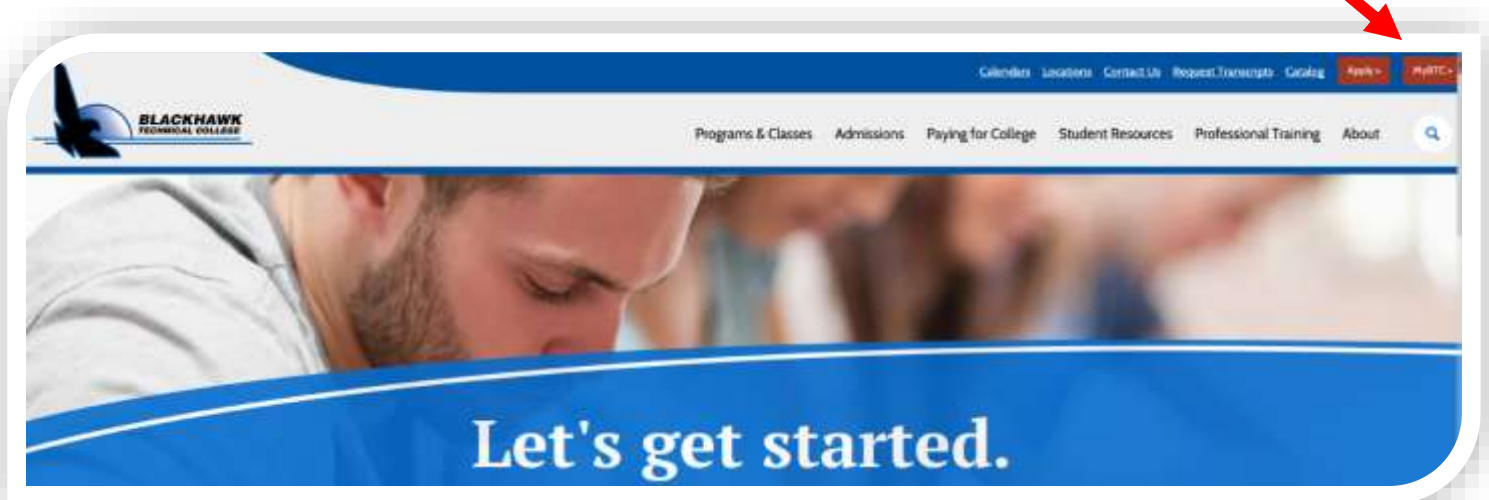 Calendars Locations Contact Us Request Transcripts Catalog Apply > MyBTC >
BLACKHAWK
TECHNICAL COLLEGE
Programs & Classes Admissions Paying for College Student Resources Professional Training About
Let's get started.